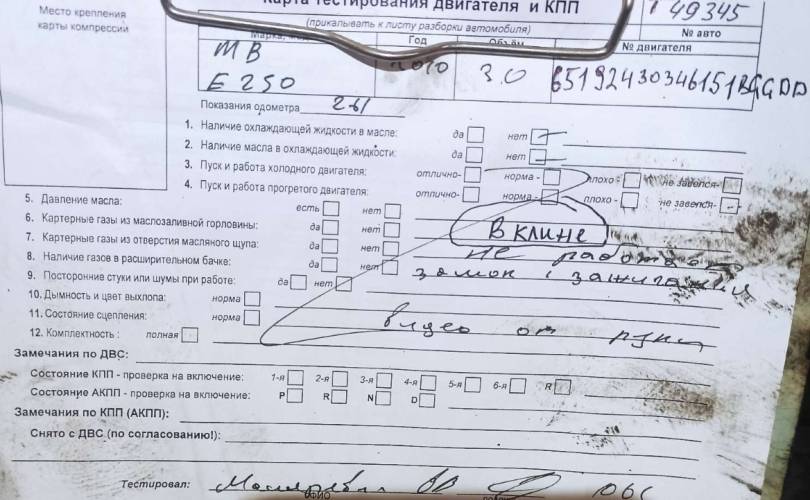 Место крепления
карты компрессии
Карта тестирования двигателя и КПП
(прикалывать к листу разборки автомобиля)
Т 49345
№ авто
Год
Объём
№ двигателя
MB
E 250
2010
3.0
Показания одометра 261
1. Наличие охлаждающей жидкости в масле: да нет
2. Наличие масла в охлаждающей жидкости: да нет
3. Пуск и работа холодного двигателя: отлично- норма - плохо - не завелся-
4. Пуск и работа прогретого двигателя: отлично- норма - плохо - не завелся-
5. Давление масла: есть нет
6. Картерные газы из маслозаливной горловины: да нет
В клине
7. Картерные газы из отверстия масляного щупа: да нет
не работает
8. Наличие газов в расширительном бачке: да нет
замок зажигания
9. Посторонние стуки или шумы при работе: да нет
10. Дымность и цвет выхлопа: норма
11. Состояние сцепления: норма
видео от руки
12. Комплектность : полная
Замечания по ДВС:
Состояние КПП - проверка на включение: 1-я 2-я 3-я 4-я 5-я 6-я R
Состояние АКПП - проверка на включение: P R N D
Замечания по КПП (АКПП):
Снято с ДВС (по согласованию!):
Тестировал:
ФИО